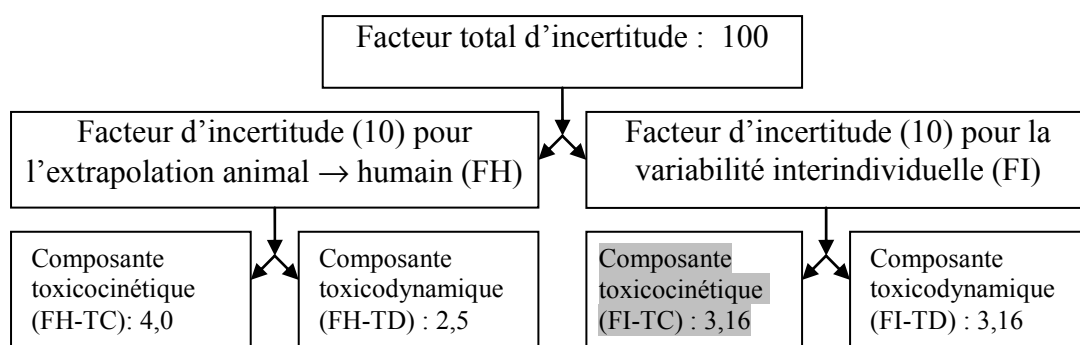 Facteur total d’incertitude : 100
Facteur d’incertitude (10) pour
l’extrapolation animal → humain (FH)
Facteur d’incertitude (10) pour la
variabilité interindividuelle (FI)
Composante
toxicocinétique
(FH-TC): 4,0
Composante
toxicodynamique
(FH-TD) : 2,5
Composante
toxicocinétique
(FI-TC) : 3,16
Composante
toxicodynamique
(FI-TD) : 3,16